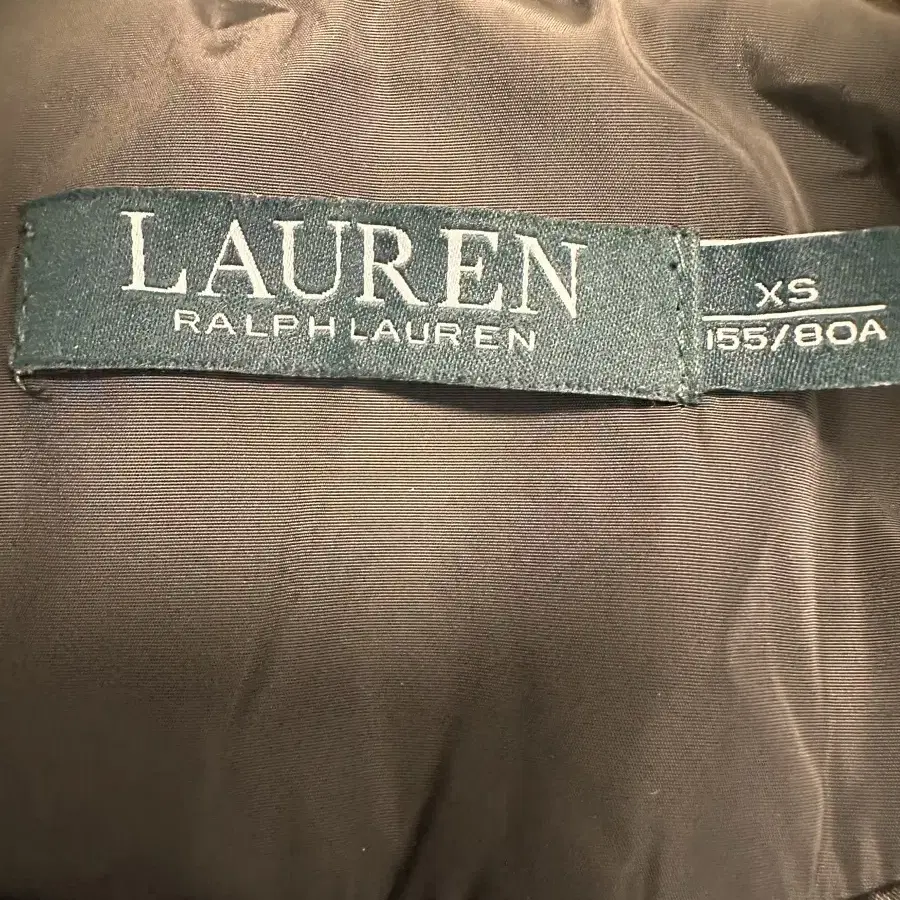 LAUREN
RALPH LAUREN
XS
155/80A